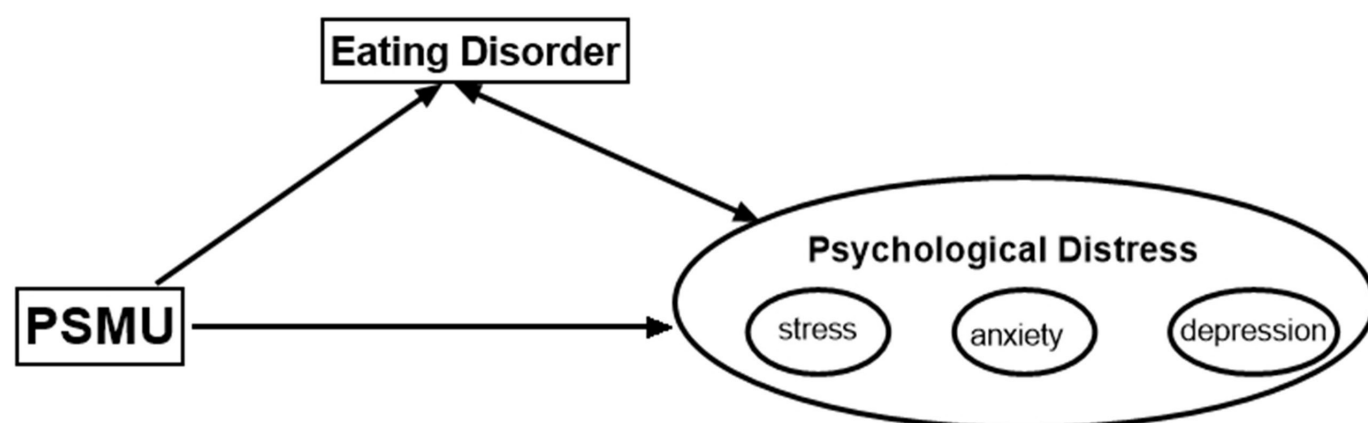 Eating Disorder
Psychological Distress
PSMU
stress
anxiety
depression